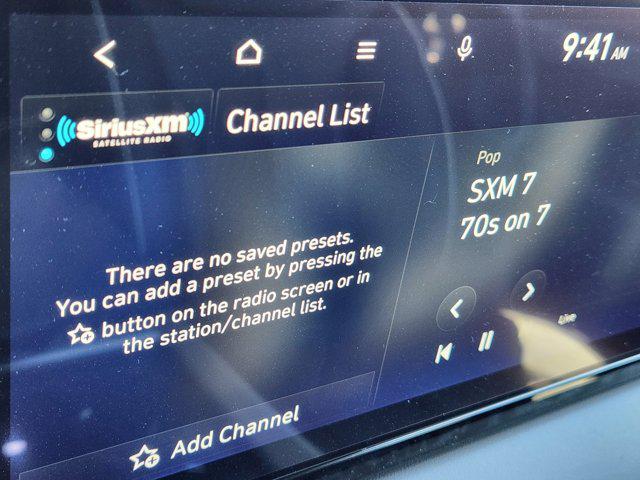 9:41 AM
SiriusXM
SATELLITE RADIO
Channel List
There are no saved presets.
You can add a preset by pressing the
button on the radio screen or in
the station/channel list.
Add Channel
Pop
SXM 7
70s on 7
Live